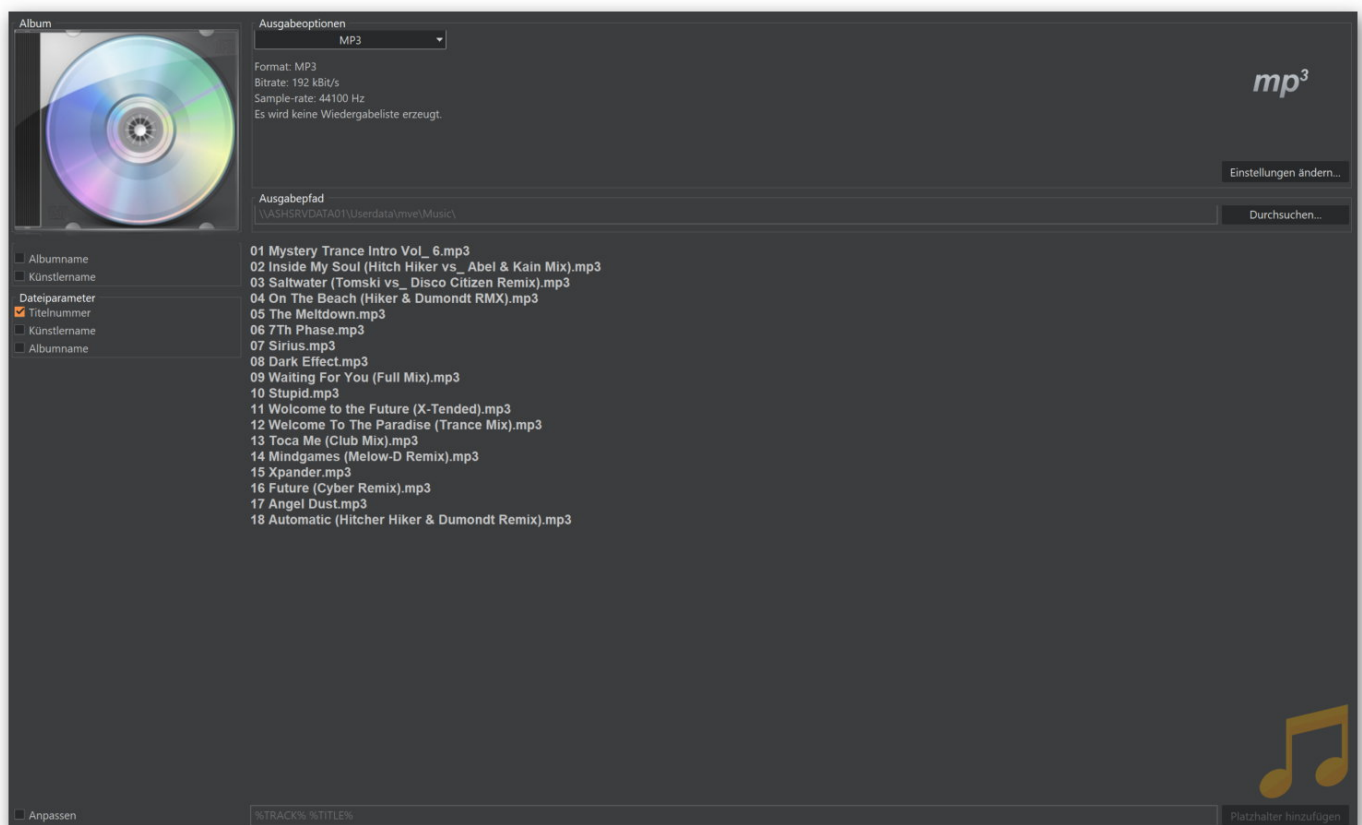 Album
Ausgabeoptionen
MP3
Format: MP3
Bitrate: 192 kBit/s
Sample-rate: 44100 Hz
Es wird keine Wiedergabeliste erzeugt.
mp3
Einstellungen ändern...
Ausgabepfad
\\ASHSRVDATA01\Userdata\mve\Music\
Durchsuchen...
Albumname
Künstlername
Dateiparameter
Titelnummer
Künstlername
Albumname
01 Mystery Trance Intro Vol_ 6.mp3
02 Inside My Soul (Hitch Hiker vs_ Abel & Kain Mix).mp3
03 Saltwater (Tomski vs_ Disco Citizen Remix).mp3
04 On The Beach (Hiker & Dumondt RMX).mp3
05 The Meltdown.mp3
06 7Th Phase.mp3
07 Sirius.mp3
08 Dark Effect.mp3
09 Waiting For You (Full Mix).mp3
10 Stupid.mp3
11 Wolcome to the Future (X-Tended).mp3
12 Welcome To The Paradise (Trance Mix).mp3
13 Toca Me (Club Mix).mp3
14 Mindgames (Melow-D Remix).mp3
15 Xpander.mp3
16 Future (Cyber Remix).mp3
17 Angel Dust.mp3
18 Automatic (Hitcher Hiker & Dumondt Remix).mp3
Anpassen
%TRACK% %TITLE%
Platzhalter hinzufügen